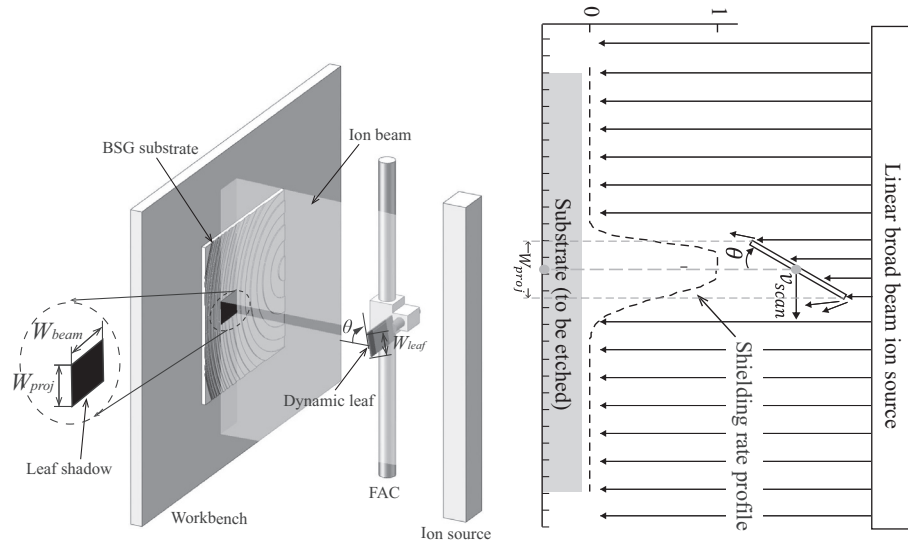 BSG substrate
Ion beam
θ
W_leaf
W_beam
W_proj
Dynamic leaf
Leaf shadow
FAC
Workbench
Ion source
0
1
Linear broad beam ion source
Substrate (to be etched)
W_proj
θ
v_scan
Shielding rate profile